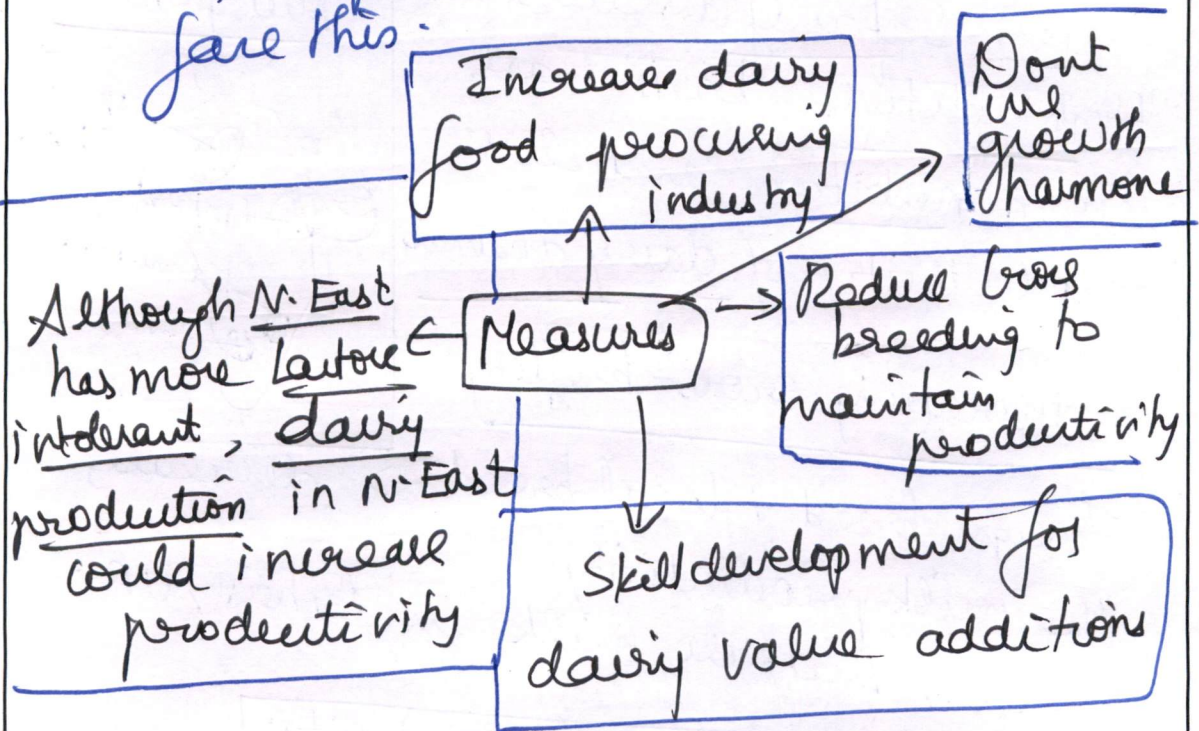 face this.
Increase dairy
food processing
industry
Dont
use
growth
harmone
Measures
Reduce cross
breeding to
maintain
productivity
Although N. East
has more Lactose
intolerant, dairy
production in N. East
could increase
productivity
Skill development for
dairy value additions